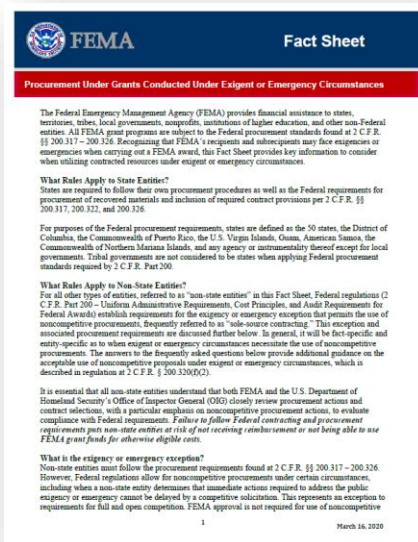 FEMA
Fact Sheet
Procurement Under Grants Conducted Under Exigent or Emergency Circumstances
The Federal Emergency Management Agency (FEMA) provides financial assistance to states,
territories, tribes, local governments, nonprofits, institutions of higher education, and other non-Federal
entities. All FEMA grant programs are subject to the Federal procurement standards found at 2 C.F.R.
§§ 200.317 – 200.326. Recognizing that FEMA's recipients and subrecipients may face exigencies or
emergencies when carrying out a FEMA award, this Fact Sheet provides key information to consider
when utilizing contracted resources under exigent or emergency circumstances.
What Rules Apply to State Entities?
States are required to follow their own procurement procedures as well as the Federal requirements for
procurement of recovered materials and inclusion of required contract provisions per 2 C.F.R. §§
200.317, 200.322, and 200.326.
For purposes of the Federal procurement requirements, states are defined as the 50 states, the District of
Columbia, the Commonwealth of Puerto Rico, the U.S. Virgin Islands, Guam, American Samoa, the
Commonwealth of Northern Mariana Islands, and any agency or instrumentality thereof except for local
governments. Tribal governments are not considered to be states when applying Federal procurement
standards required by 2 C.F.R. Part 200.
What Rules Apply to Non-State Entities?
For all other types of entities, referred to as "non-state entities" in this Fact Sheet, Federal regulations (2
C.F.R. Part 200 – Uniform Administrative Requirements, Cost Principles, and Audit Requirements for
Federal Awards) establish requirements for the exigency or emergency exception that permits the use of
noncompetitive procurements, frequently referred to as "sole-source contracting." This exception and
associated procurement requirements are discussed further below. In general, it will be fact-specific and
entity-specific as to when exigent or emergency circumstances necessitate the use of noncompetitive
procurements. The answers to the frequently asked questions below provide additional guidance on the
acceptable use of noncompetitive proposals under exigent or emergency circumstances, which is
described in regulation at 2 C.F.R. § 200.320(f)(2).
It is essential that all non-state entities understand that both FEMA and the U.S. Department of
Homeland Security's Office of Inspector General (OIG) closely review procurement actions and
contract selections, with a particular emphasis on noncompetitive procurement actions, to evaluate
compliance with Federal requirements. Failure to follow Federal contracting and procurement
requirements puts non-state entities at risk of not receiving reimbursement or not being able to use
FEMA grant funds for otherwise eligible costs.
What is the exigency or emergency exception?
Non-state entities must follow the procurement requirements found at 2 C.F.R. §§ 200.317 – 200.326.
However, Federal regulations allow for noncompetitive procurements under certain circumstances,
including when a non-state entity determines that immediate actions required to address the public
exigency or emergency cannot be delayed by a competitive solicitation. This represents an exception to
requirements for full and open competition. FEMA approval is not required for use of noncompetitive
1
March 16, 2020